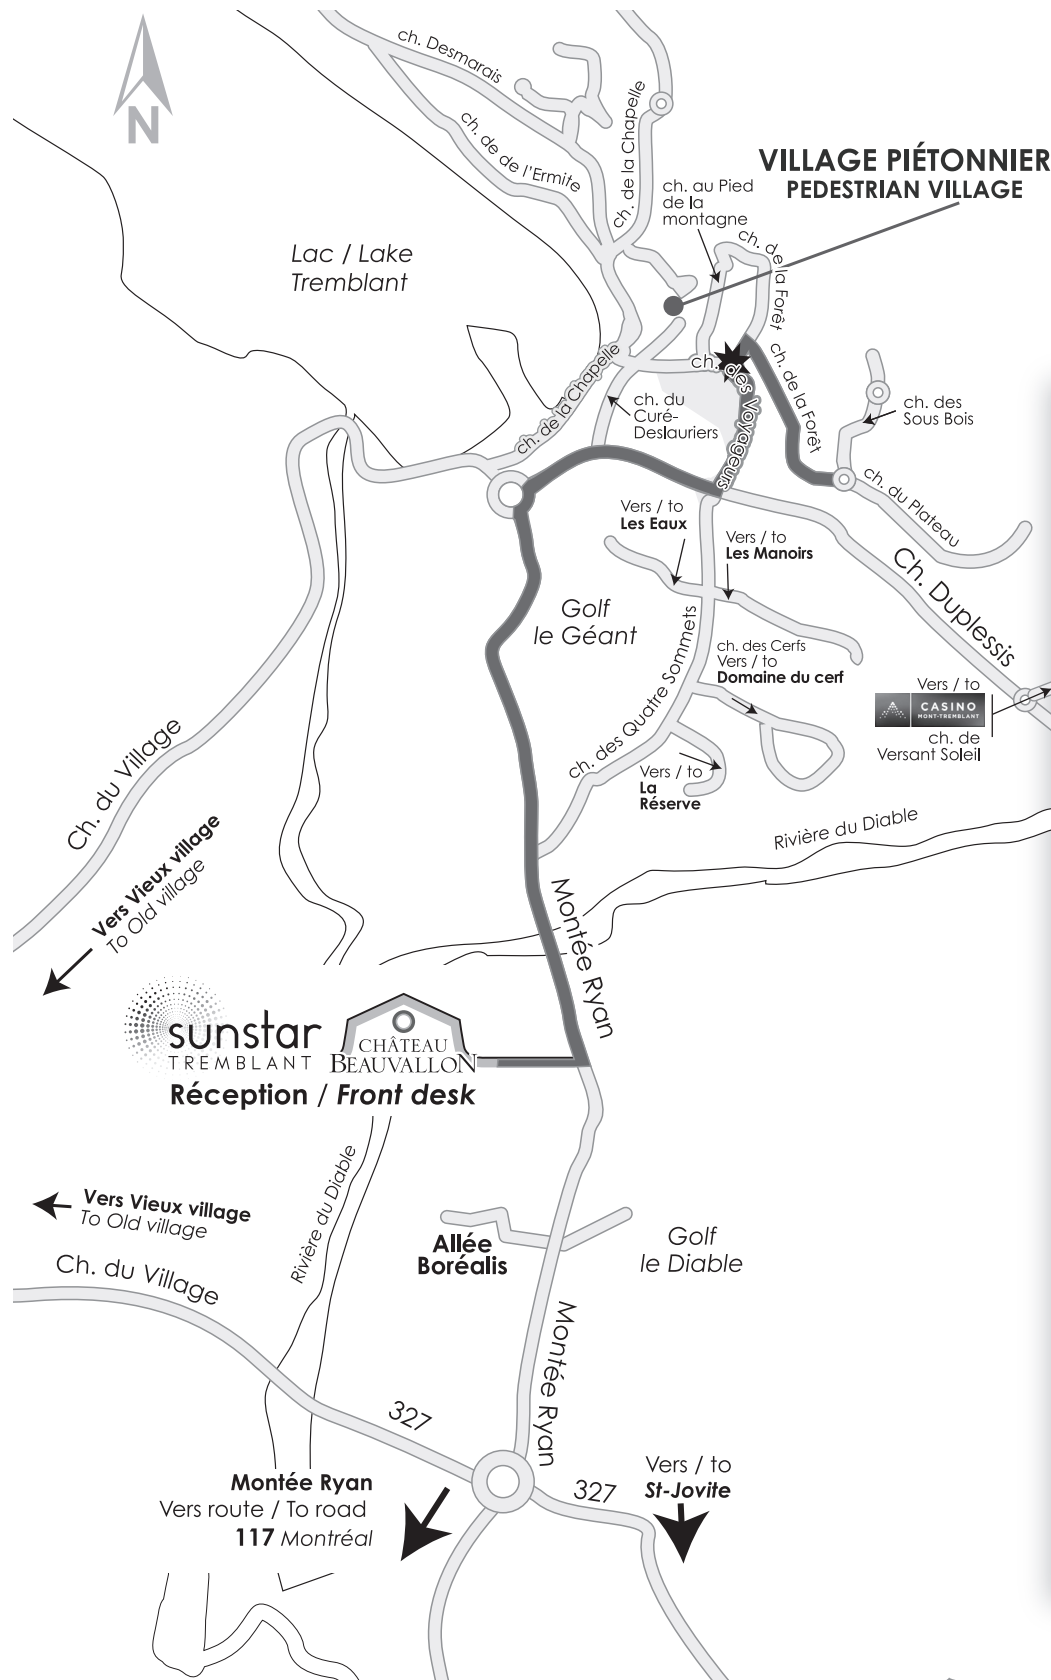 ch. Desmarais
ch. de la Chapelle
ch. de de l'Ermite
N
VILLAGE PIÉTONNIER
PEDESTRIAN VILLAGE
ch. au Pied
de la
montagne
ch. de la Forêt
Lac / Lake
Tremblant
ch. de la Chapelle
ch. des Voyageurs
ch. de la Forêt
ch. du
Curé-
Deslauriers
ch. des
Sous Bois
ch. du Plateau
Vers / to
Les Eaux
Vers / to
Les Manoirs
Ch. Duplessis
Golf
le Géant
ch. des Quatre Sommets
ch. des Cerfs
Vers / to
Domaine du cerf
Vers / to
CASINO
MONT-TREMBLANT
ch. de
Versant Soleil
Vers / to
La
Réserve
Ch. du Village
Rivière du Diable
Vers Vieux village
To Old village
Montée Ryan
sunstar
TREMBLANT
CHÂTEAU
BEAUVALLON
Réception / Front desk
Rivière du Diable
Vers Vieux village
To Old village
Allée
Boréalis
Golf
le Diable
Ch. du Village
Montée Ryan
327
Montée Ryan
Vers route / To road
117 Montréal
327
Vers / to
St-Jovite